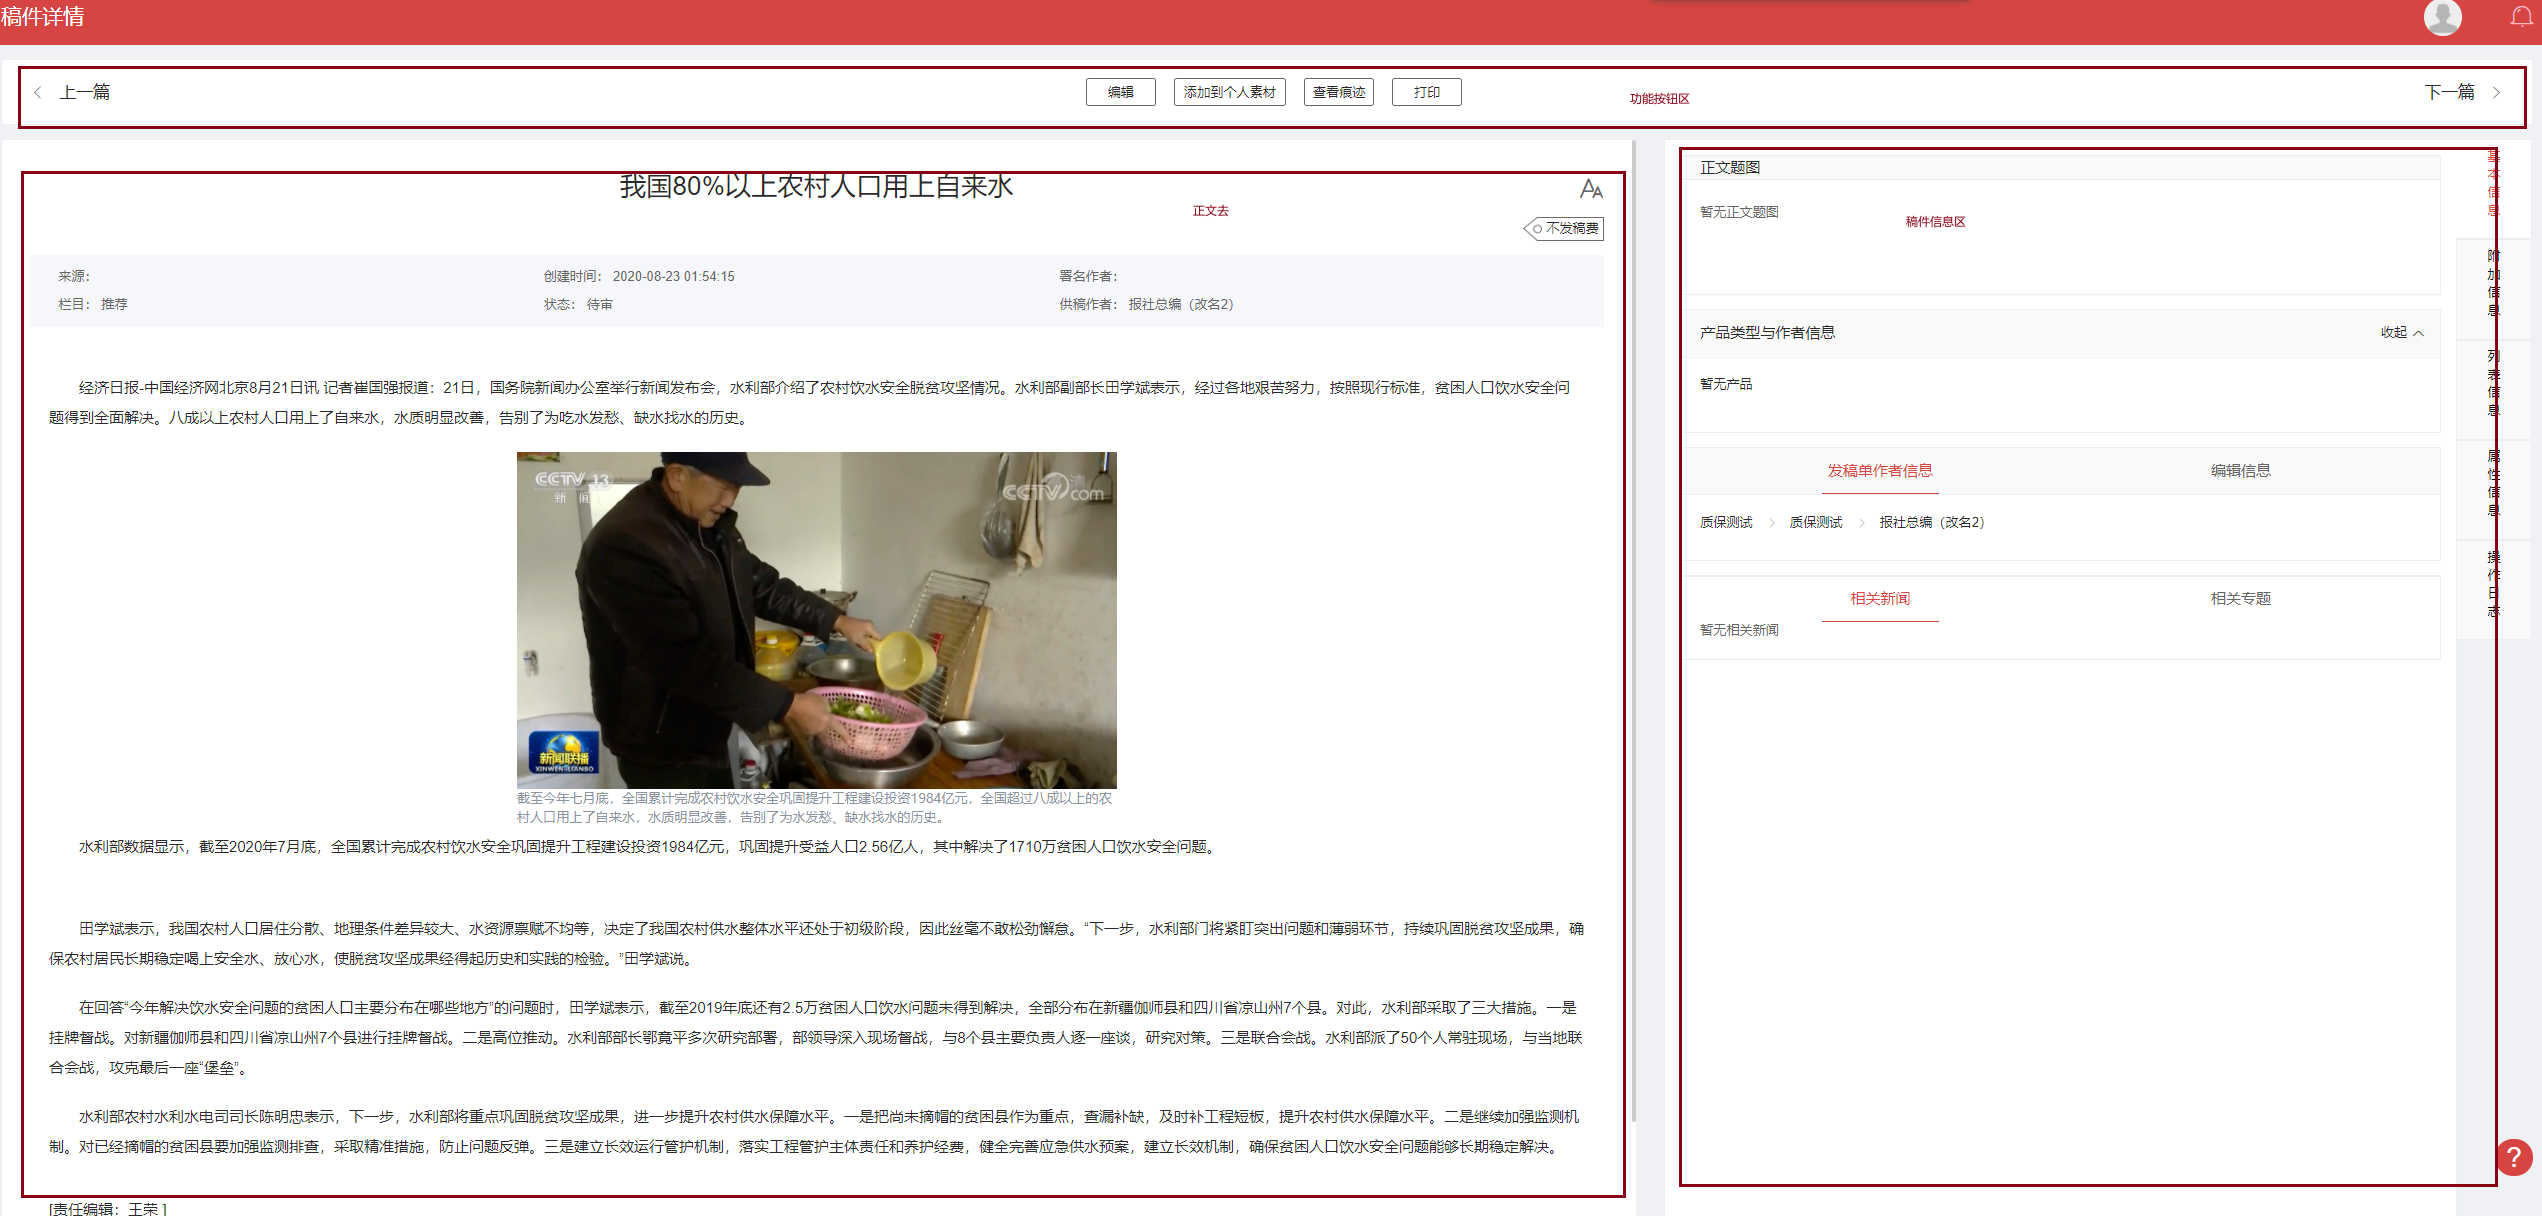 稿件详情
上一篇
编辑
添加到个人素材
查看痕迹
打印
功能按钮区
下一篇
我国80%以上农村人口用上自来水
正文去
不发稿费
来源：
创建时间： 2020-08-23 01:54:15
署名作者：
栏目： 推荐
状态： 待审
供稿作者： 报社总编（改名2）
经济日报-中国经济网北京8月21日讯 记者崔国强报道：21日，国务院新闻办公室举行新闻发布会，水利部介绍了农村饮水安全脱贫攻坚情况。水利部副部长田学斌表示，经过各地艰苦努力，按照现行标准，贫困人口饮水安全问
题得到全面解决。八成以上农村人口用上了自来水，水质明显改善，告别了为吃水发愁、缺水找水的历史。
CCTV 13
新 闻
CCTV.com
新闻联播
XINWEN LIANBO
截至今年七月底，全国累计完成农村饮水安全巩固提升工程建设投资1984亿元，全国超过八成以上的农
村人口用上了自来水，水质明显改善，告别了为水发愁、缺水找水的历史。
水利部数据显示，截至2020年7月底，全国累计完成农村饮水安全巩固提升工程建设投资1984亿元，巩固提升受益人口2.56亿人，其中解决了1710万贫困人口饮水安全问题。
田学斌表示，我国农村人口居住分散、地理条件差异较大、水资源禀赋不均等，决定了我国农村供水整体水平还处于初级阶段，因此丝毫不敢松劲懈怠。“下一步，水利部门将紧盯突出问题和薄弱环节，持续巩固脱贫攻坚成果，确
保农村居民长期稳定喝上安全水、放心水，使脱贫攻坚成果经得起历史和实践的检验。”田学斌说。
在回答“今年解决饮水安全问题的贫困人口主要分布在哪些地方”的问题时，田学斌表示，截至2019年底还有2.5万贫困人口饮水问题未得到解决，全部分布在新疆伽师县和四川省凉山州7个县。对此，水利部采取了三大措施。一是
挂牌督战。对新疆伽师县和四川省凉山州7个县进行挂牌督战。二是高位推动。水利部部长鄂竟平多次研究部署，部领导深入现场督战，与8个县主要负责人逐一座谈，研究对策。三是联合会战。水利部派了50个人常驻现场，与当地联
合会战，攻克最后一座“堡垒”。
水利部农村水利水电司司长陈明忠表示，下一步，水利部将重点巩固脱贫攻坚成果，进一步提升农村供水保障水平。一是把尚未摘帽的贫困县作为重点，查漏补缺，及时补工程短板，提升农村供水保障水平。二是继续加强监测机
制。对已经摘帽的贫困县要加强监测排查，采取精准措施，防止问题反弹。三是建立长效运行管护机制，落实工程管护主体责任和养护经费，健全完善应急供水预案，建立长效机制，确保贫困人口饮水安全问题能够长期稳定解决。
[责任编辑：王荣 ]
正文题图
暂无正文题图
稿件信息区
产品类型与作者信息
收起
暂无产品
发稿单作者信息
编辑信息
质保测试 > 质保测试 > 报社总编（改名2）
相关新闻
相关专题
暂无相关新闻
基本信息
附加信息
列表信息
属性信息
操作日志
?